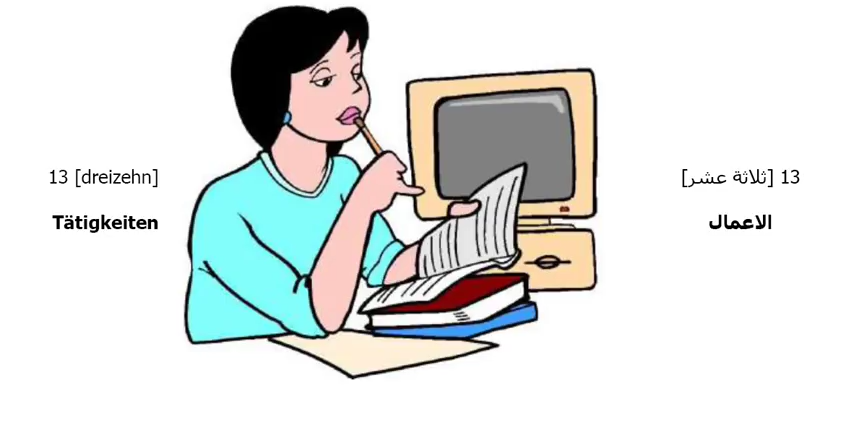 13 [dreizehn]
Tätigkeiten
13 [ثلاثة عشر]
الاعمال